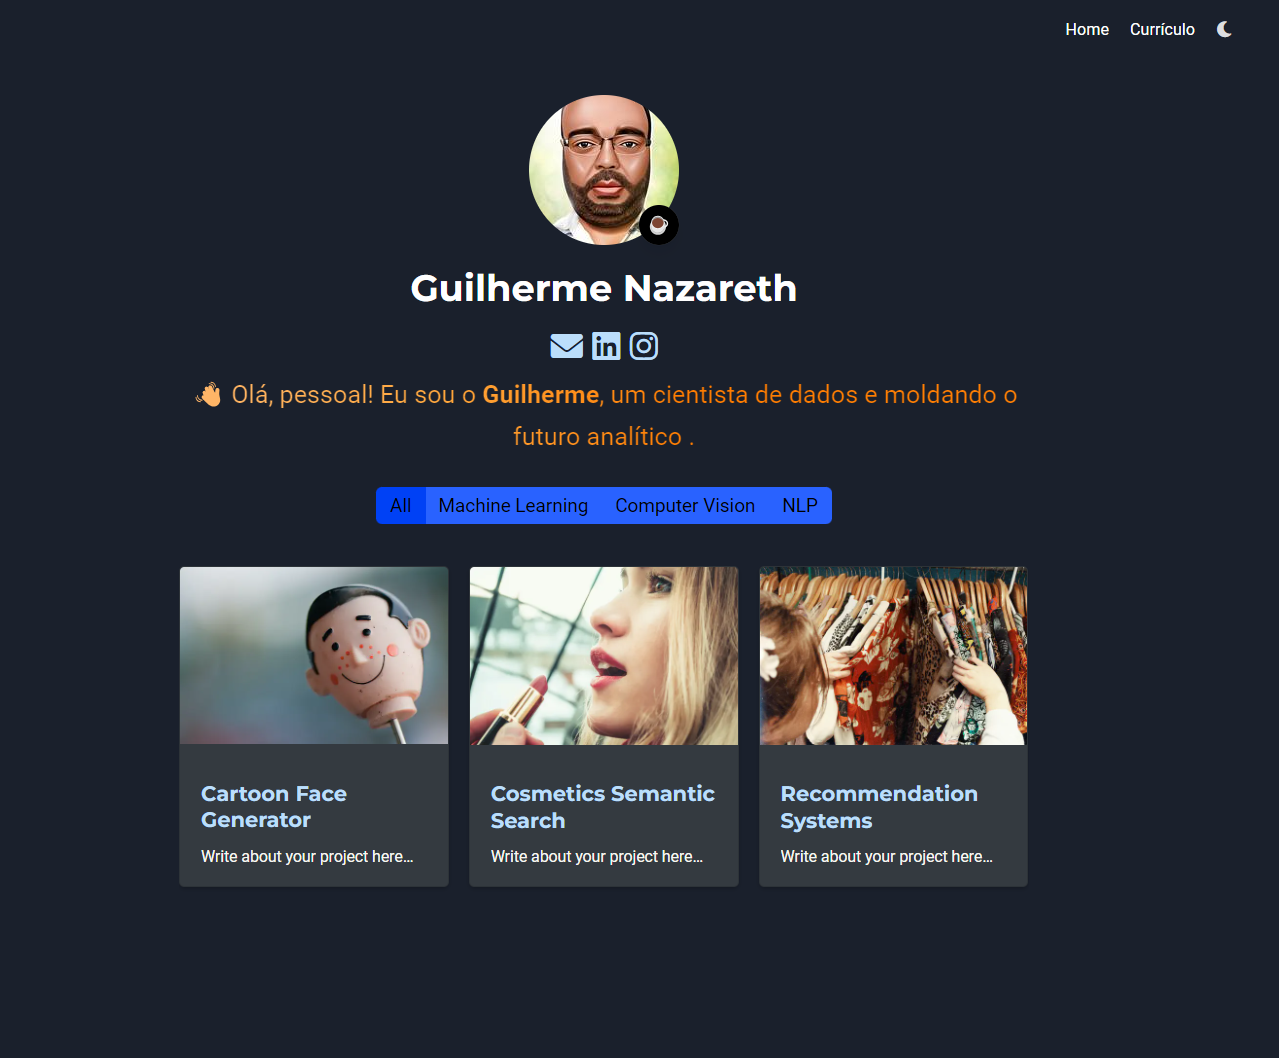 Home Currículo
Guilherme Nazareth
👋 Olá, pessoal! Eu sou o Guilherme, um cientista de dados e moldando o
futuro analítico .
All Machine Learning Computer Vision NLP
Cartoon Face
Generator
Write about your project here...
Cosmetics Semantic
Search
Write about your project here...
Recommendation
Systems
Write about your project here...